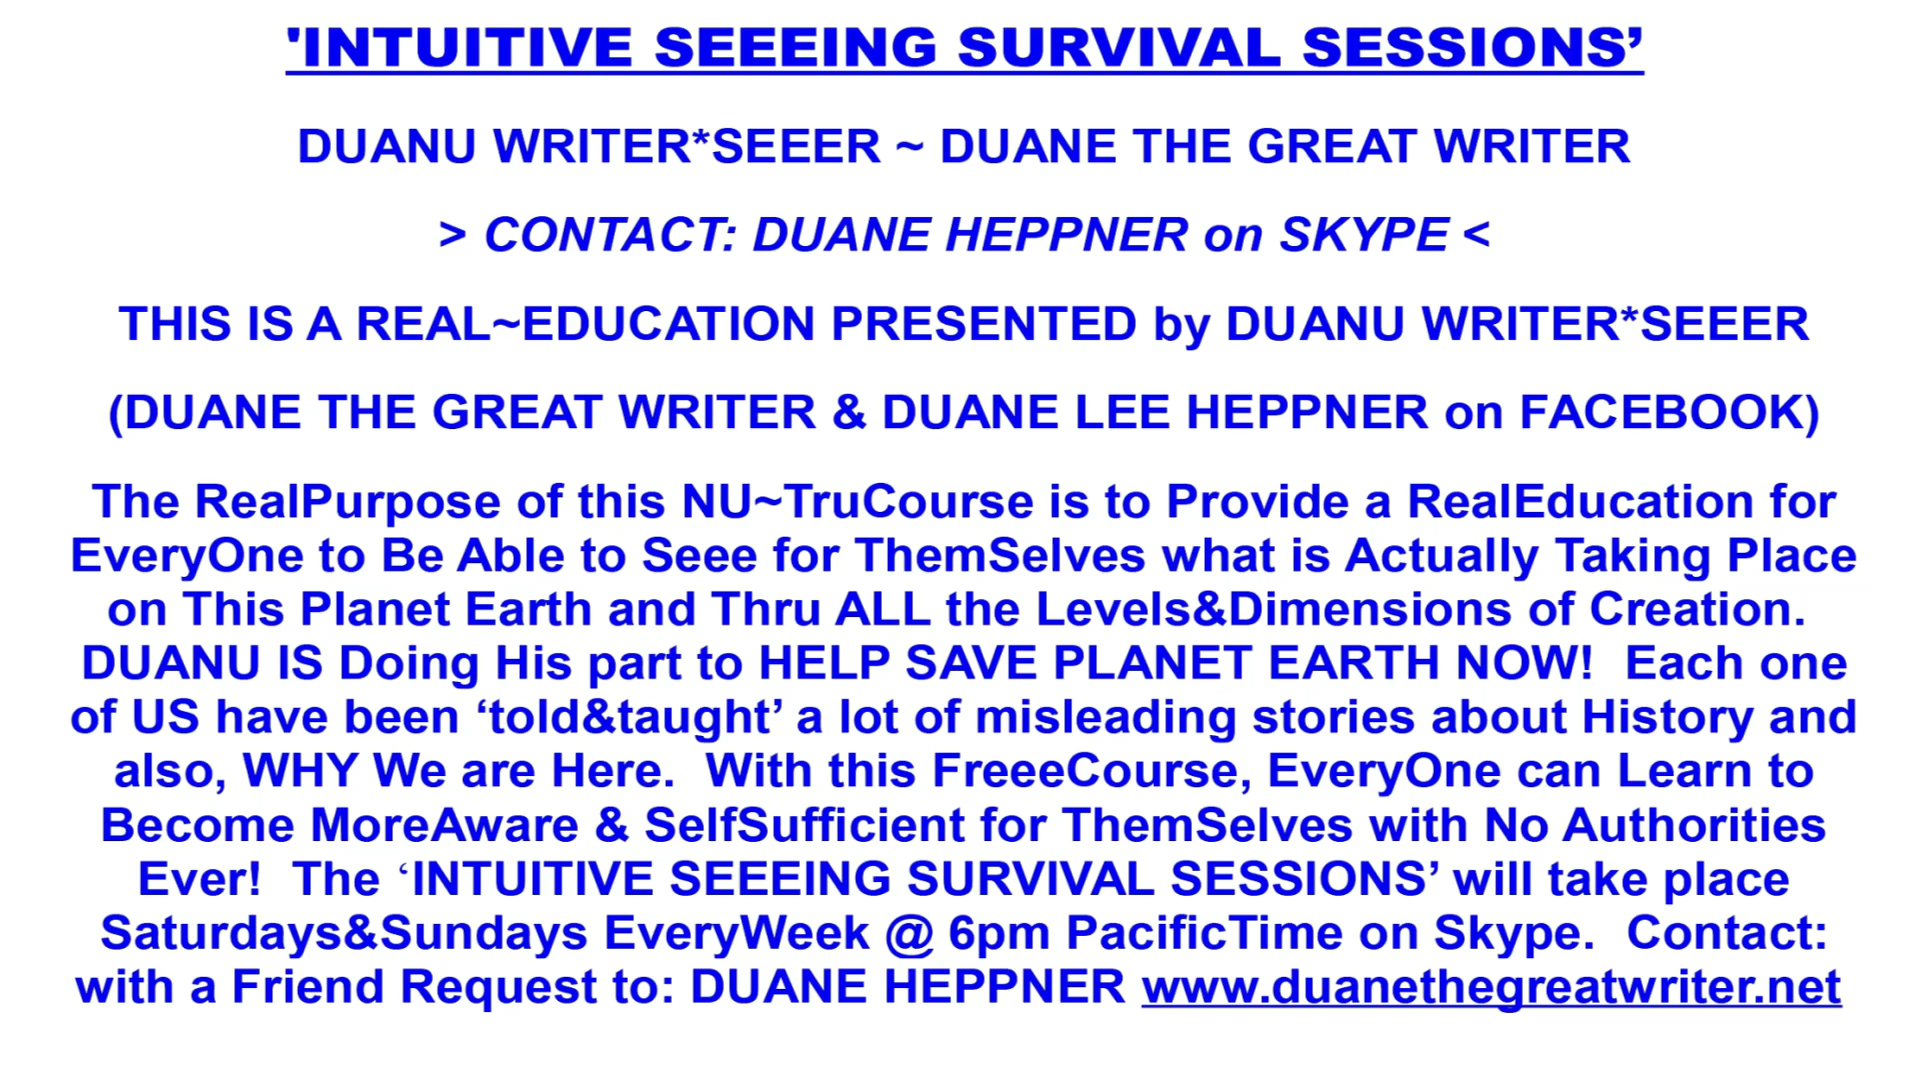 'INTUITIVE SEEEING SURVIVAL SESSIONS’
DUANU WRITER*SEEER ~ DUANE THE GREAT WRITER
> CONTACT: DUANE HEPPNER on SKYPE <
THIS IS A REAL~EDUCATION PRESENTED by DUANU WRITER*SEEER
(DUANE THE GREAT WRITER & DUANE LEE HEPPNER on FACEBOOK)
The RealPurpose of this NU~TruCourse is to Provide a RealEducation for
EveryOne to Be Able to Seee for ThemSelves what is Actually Taking Place
on This Planet Earth and Thru ALL the Levels&Dimensions of Creation.
DUANU IS Doing His part to HELP SAVE PLANET EARTH NOW!  Each one
of US have been ‘told&taught’ a lot of misleading stories about History and
also, WHY We are Here.  With this FreeeCourse, EveryOne can Learn to
Become MoreAware & SelfSufficient for ThemSelves with No Authorities
Ever!  The ‘INTUITIVE SEEEING SURVIVAL SESSIONS’ will take place
Saturdays&Sundays EveryWeek @ 6pm PacificTime on Skype.  Contact:
with a Friend Request to: DUANE HEPPNER www.duanethegreatwriter.net